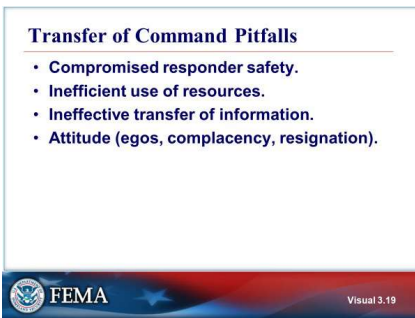 Transfer of Command Pitfalls
• Compromised responder safety.
• Inefficient use of resources.
• Ineffective transfer of information.
• Attitude (egos, complacency, resignation).
FEMA
Visual 3.19